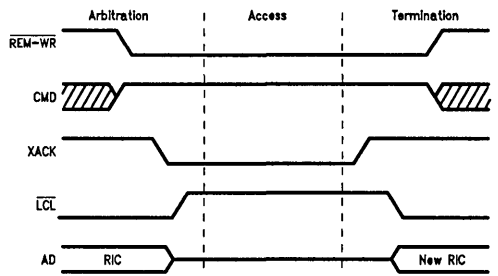 Arbitration Access Termination
REM-WR
CMD
XACK
LCL
AD RIC New RIC